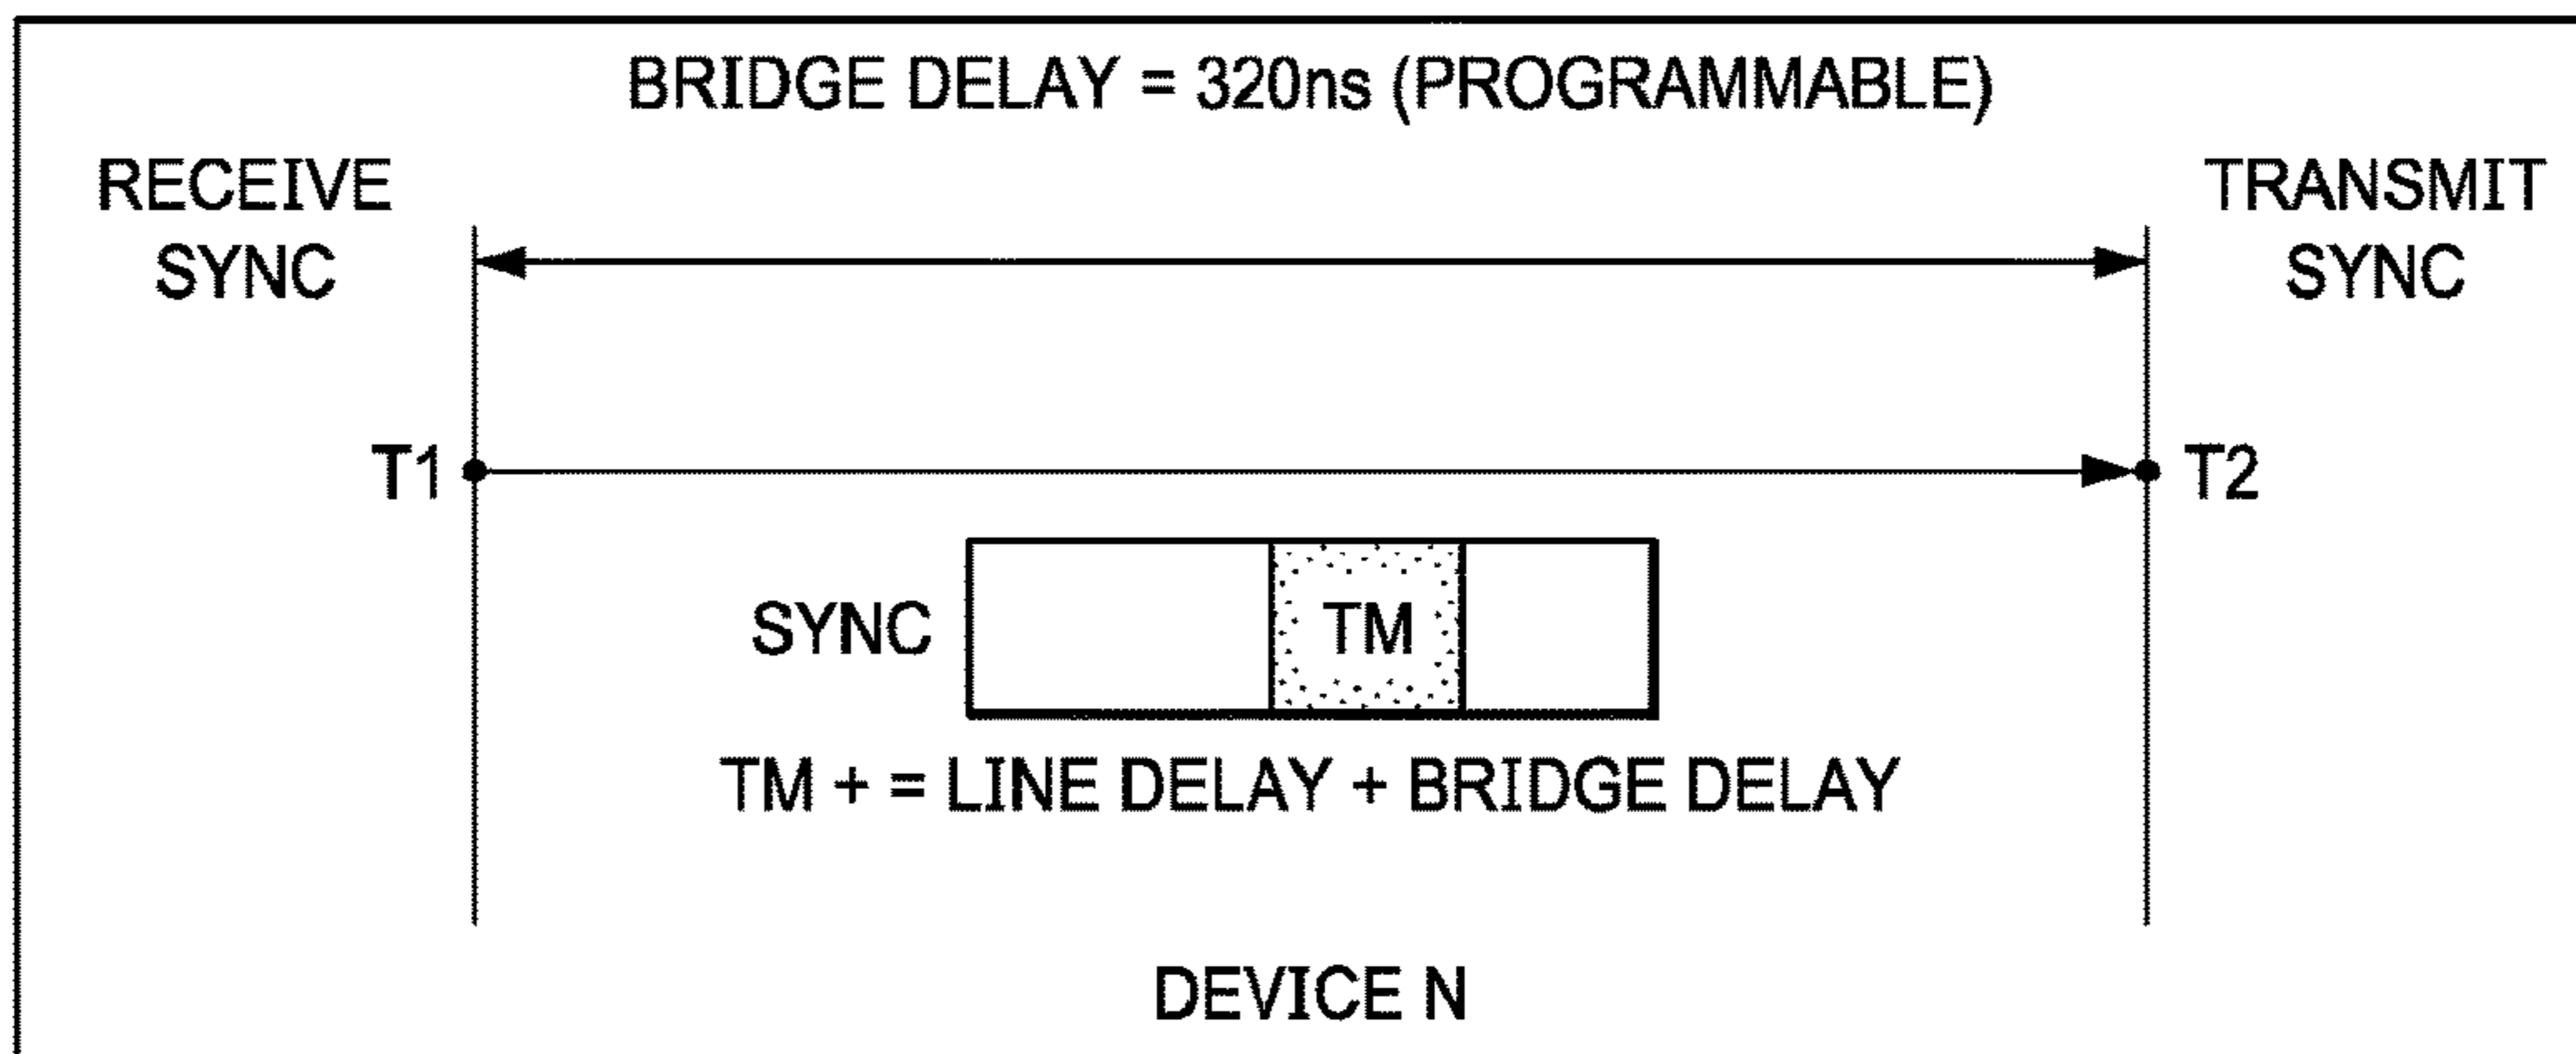 BRIDGE DELAY = 320ns (PROGRAMMABLE)
RECEIVE
SYNC
TRANSMIT
SYNC
T1
T2
SYNC
TM
TM + = LINE DELAY + BRIDGE DELAY
DEVICE N